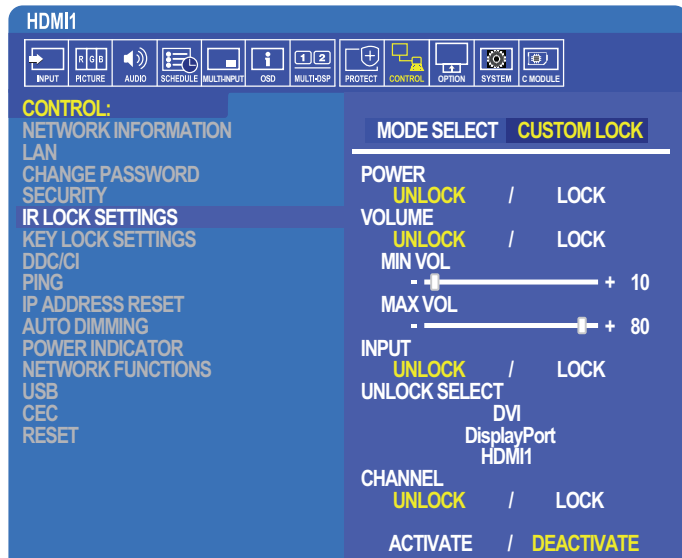 HDMI1
INPUT
RGB
PICTURE
AUDIO
SCHEDULE
MULTI-INPUT
i
OSD
1 2
MULTI-DSP
PROTECT
CONTROL
OPTION
SYSTEM
C MODULE
CONTROL:
NETWORK INFORMATION
LAN
CHANGE PASSWORD
SECURITY
IR LOCK SETTINGS
KEY LOCK SETTINGS
DDC/CI
PING
IP ADDRESS RESET
AUTO DIMMING
POWER INDICATOR
NETWORK FUNCTIONS
USB
CEC
RESET
MODE SELECT CUSTOM LOCK
POWER
UNLOCK / LOCK
VOLUME
UNLOCK / LOCK
MIN VOL
- + 10
MAX VOL
- + 80
INPUT
UNLOCK / LOCK
UNLOCK SELECT
DVI
DisplayPort
HDMI1
CHANNEL
UNLOCK / LOCK
ACTIVATE / DEACTIVATE